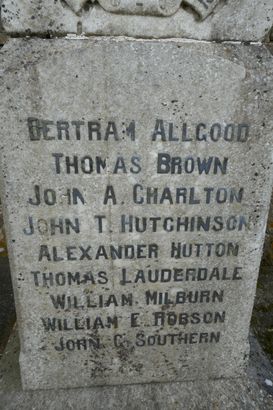 BERTRAM ALLGOOD
THOMAS BROWN
JOHN A. CHARLTON
JOHN T. HUTCHINSON
ALEXANDER HUTTON
THOMAS LAUDERDALE
WILLIAM MILBURN
WILLIAM E. ROBSON
JOHN G. SOUTHERN